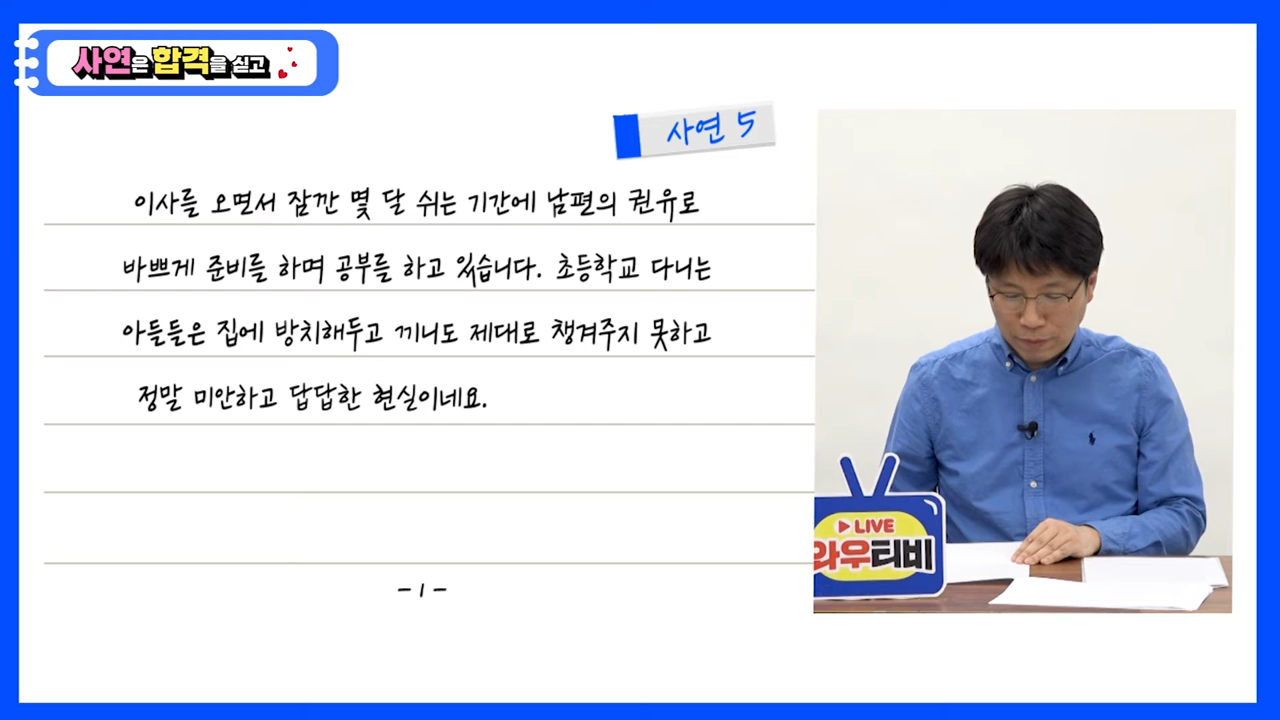 사연은 합격을 싣고
사연 5
이사를 오면서 잠깐 몇 달 쉬는 기간에 남편의 권유로
바쁘게 준비를 하며 공부를 하고 있습니다. 초등학교 다니는
아들들은 집에 방치해두고 끼니도 제대로 챙겨주지 못하고
정말 미안하고 답답한 현실이네요.
- 1 -
LIVE
와우티비